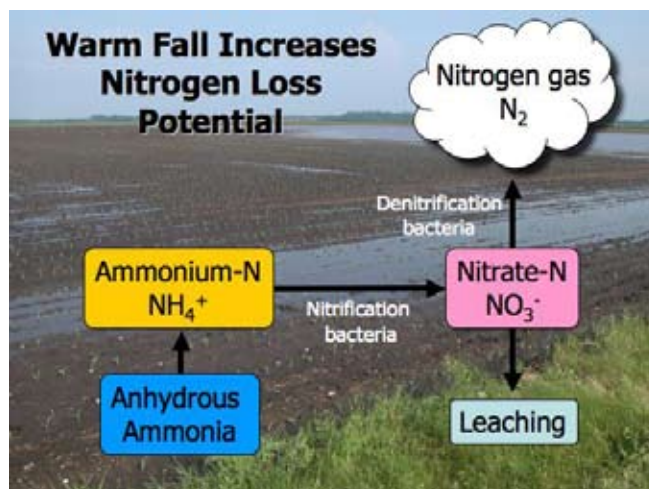 Warm Fall Increases
Nitrogen Loss
Potential
Nitrogen gas
N₂
Denitrification
bacteria
Ammonium-N
NH₄⁺
Nitrate-N
NO₃⁻
Nitrification
bacteria
Anhydrous
Ammonia
Leaching